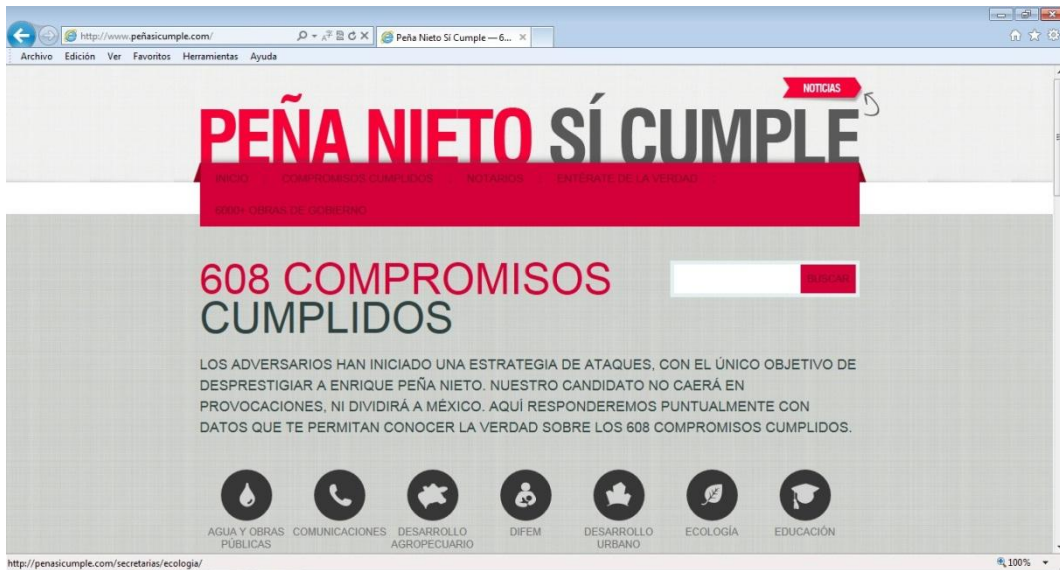 http://www.peñasicumple.com/
Peña Nieto Sí Cumple — 6...
Archivo Edición Ver Favoritos Herramientas Ayuda
NOTICIAS
PEÑA NIETO SÍ CUMPLE
INICIO COMPROMISOS CUMPLIDOS NOTARIOS ENTÉRATE DE LA VERDAD
6000+ OBRAS DE GOBIERNO
608 COMPROMISOS
CUMPLIDOS
BUSCAR
LOS ADVERSARIOS HAN INICIADO UNA ESTRATEGIA DE ATAQUES, CON EL ÚNICO OBJETIVO DE
DESPRESTIGIAR A ENRIQUE PEÑA NIETO. NUESTRO CANDIDATO NO CAERÁ EN
PROVOCACIONES, NI DIVIDIRÁ A MÉXICO. AQUÍ RESPONDEREMOS PUNTUALMENTE CON
DATOS QUE TE PERMITAN CONOCER LA VERDAD SOBRE LOS 608 COMPROMISOS CUMPLIDOS.
AGUA Y OBRAS
PÚBLICAS
COMUNICACIONES
DESARROLLO
AGROPECUARIO
DIFEM
DESARROLLO
URBANO
ECOLOGÍA
EDUCACIÓN
http://penasicumple.com/secretarias/ecologia/
100%